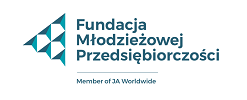 Fundacja
Młodzieżowej
Przedsiębiorczości
Member of JA Worldwide